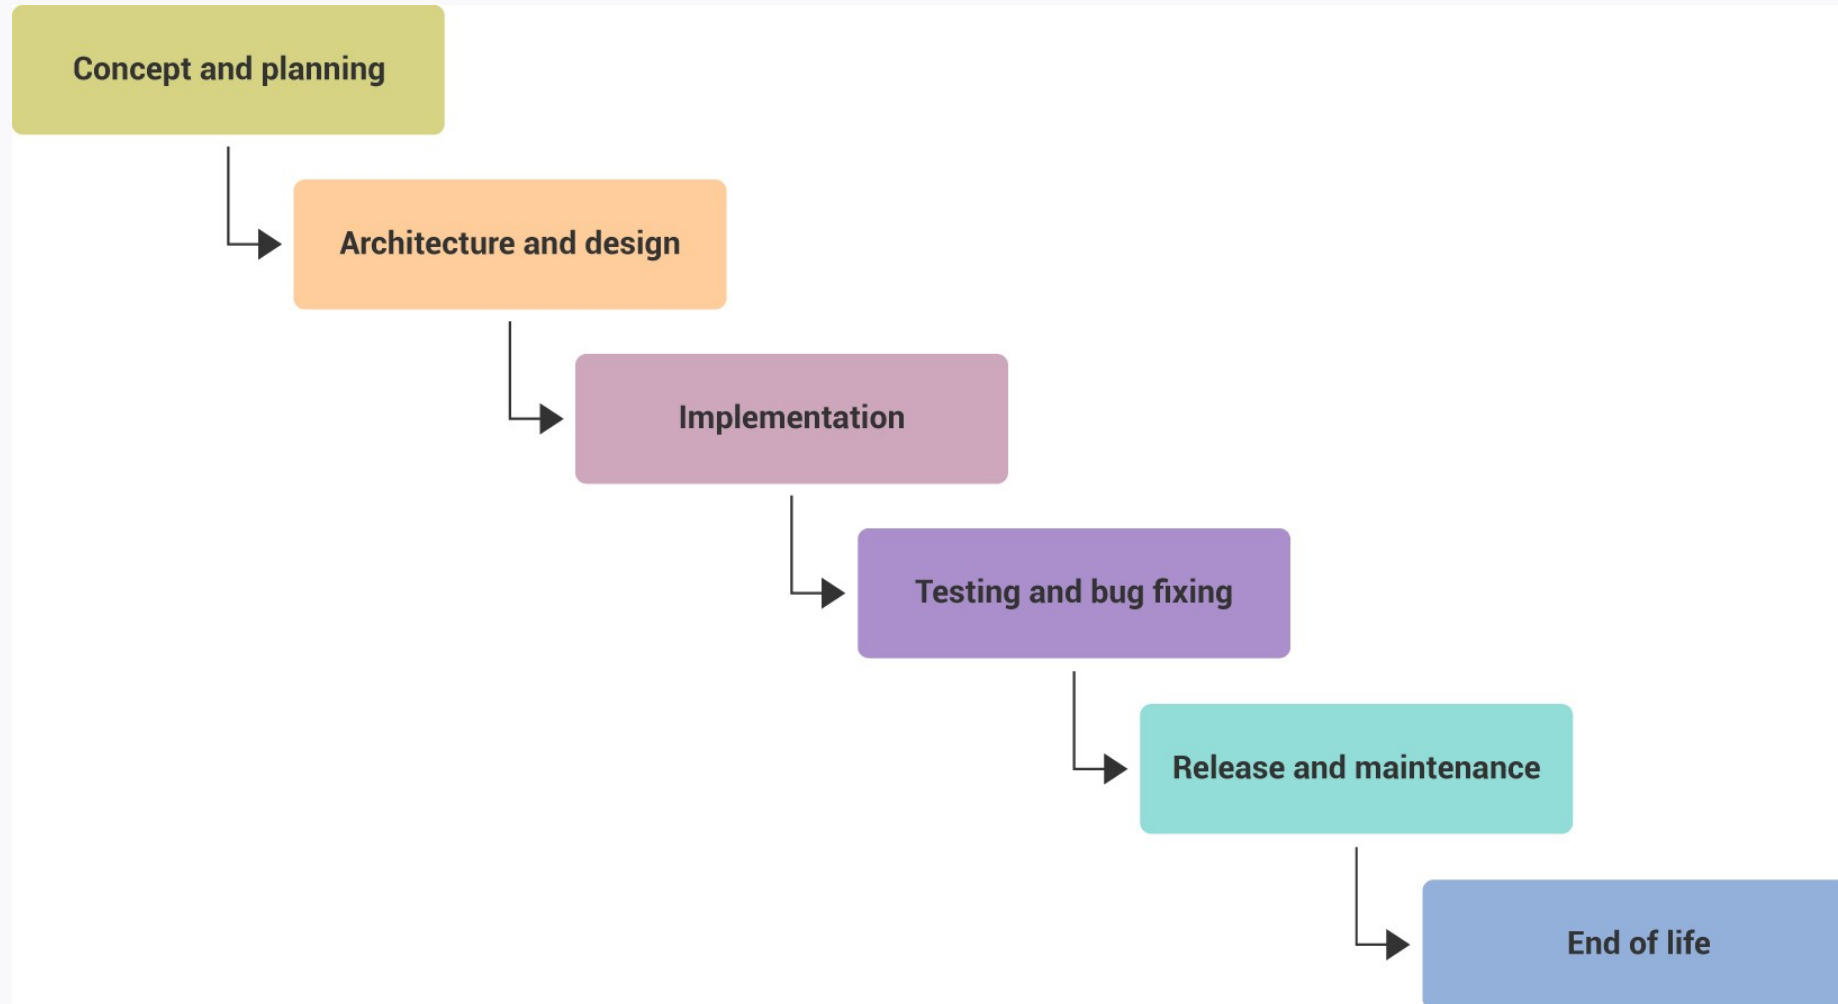 Concept and planning
Architecture and design
Implementation
Testing and bug fixing
Release and maintenance
End of life